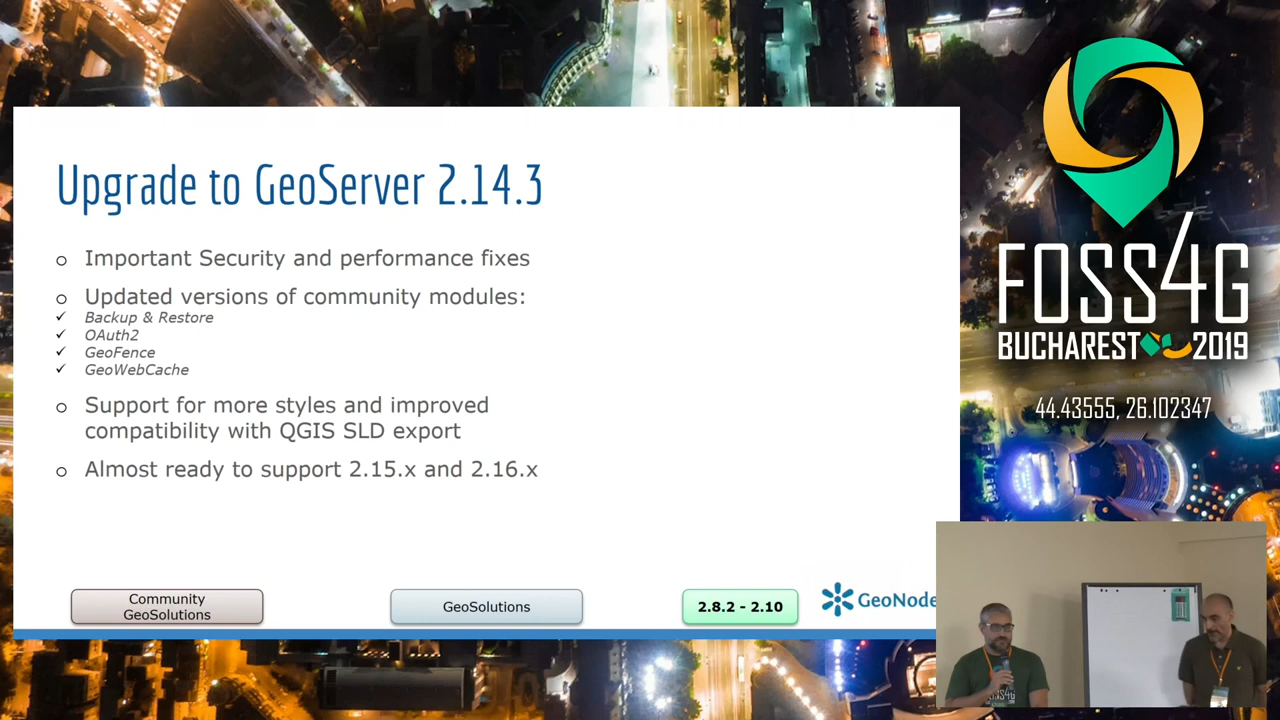 Upgrade to GeoServer 2.14.3
Important Security and performance fixes
Updated versions of community modules:
Backup & Restore
OAuth2
GeoFence
GeoWebCache
Support for more styles and improved
compatibility with QGIS SLD export
Almost ready to support 2.15.x and 2.16.x
Community
GeoSolutions
GeoSolutions
2.8.2 - 2.10
GeoNode
FOSS4G
BUCHAREST 2019
44.43555, 26.102347
FOSS4G